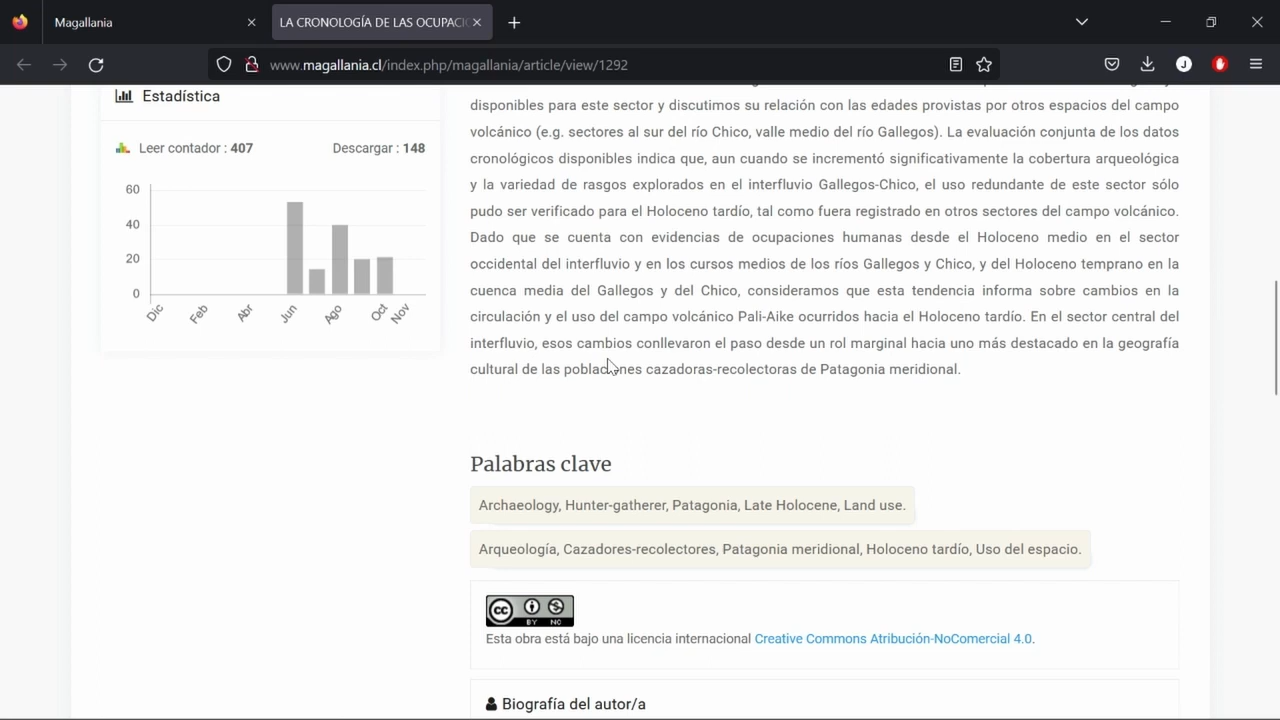 Magallania
LA CRONOLOGÍA DE LAS OCUPACIO
www.magallania.cl/index.php/magallania/article/view/1292
J
Estadística
Leer contador : 407 Descargar : 148
60
40
20
0
Dic Feb Abr Jun Ago Oct Nov
disponibles para este sector y discutimos su relación con las edades provistas por otros espacios del campo
volcánico (e.g. sectores al sur del río Chico, valle medio del río Gallegos). La evaluación conjunta de los datos
cronológicos disponibles indica que, aun cuando se incrementó significativamente la cobertura arqueológica
y la variedad de rasgos explorados en el interfluvio Gallegos-Chico, el uso redundante de este sector sólo
pudo ser verificado para el Holoceno tardío, tal como fuera registrado en otros sectores del campo volcánico.
Dado que se cuenta con evidencias de ocupaciones humanas desde el Holoceno medio en el sector
occidental del interfluvio y en los cursos medios de los ríos Gallegos y Chico, y del Holoceno temprano en la
cuenca media del Gallegos y del Chico, consideramos que esta tendencia informa sobre cambios en la
circulación y el uso del campo volcánico Pali-Aike ocurridos hacia el Holoceno tardío. En el sector central del
interfluvio, esos cambios conllevaron el paso desde un rol marginal hacia uno más destacado en la geografía
cultural de las poblaciones cazadoras-recolectoras de Patagonia meridional.
Palabras clave
Archaeology, Hunter-gatherer, Patagonia, Late Holocene, Land use.
Arqueología, Cazadores-recolectores, Patagonia meridional, Holoceno tardío, Uso del espacio.
cc BY NC
Esta obra está bajo una licencia internacional Creative Commons Atribución-NoComercial 4.0.
Biografía del autor/a